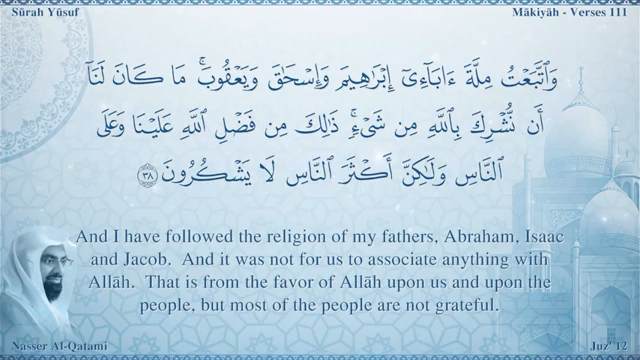 Sūrah Yūsuf
Mākiyāh - Verses 111
وَٱتَّبَعْتُ مِلَّةَ ءَابَآءِىٓ إِبْرَٰهِيمَ وَإِسْحَٰقَ وَيَعْقُوبَ ۚ مَا كَانَ لَنَآ
أَن نُّشْرِكَ بِٱللَّهِ مِن شَىْءٍ ۚ ذَٰلِكَ مِن فَضْلِ ٱللَّهِ عَلَيْنَا وَعَلَى
ٱلنَّاسِ وَلَٰكِنَّ أَكْثَرَ ٱلنَّاسِ لَا يَشْكُرُونَ ٣٨
And I have followed the religion of my fathers, Abraham, Isaac
and Jacob. And it was not for us to associate anything with
Allāh. That is from the favor of Allāh upon us and upon the
people, but most of the people are not grateful.
Nasser Al-Qatami
Juz' 12